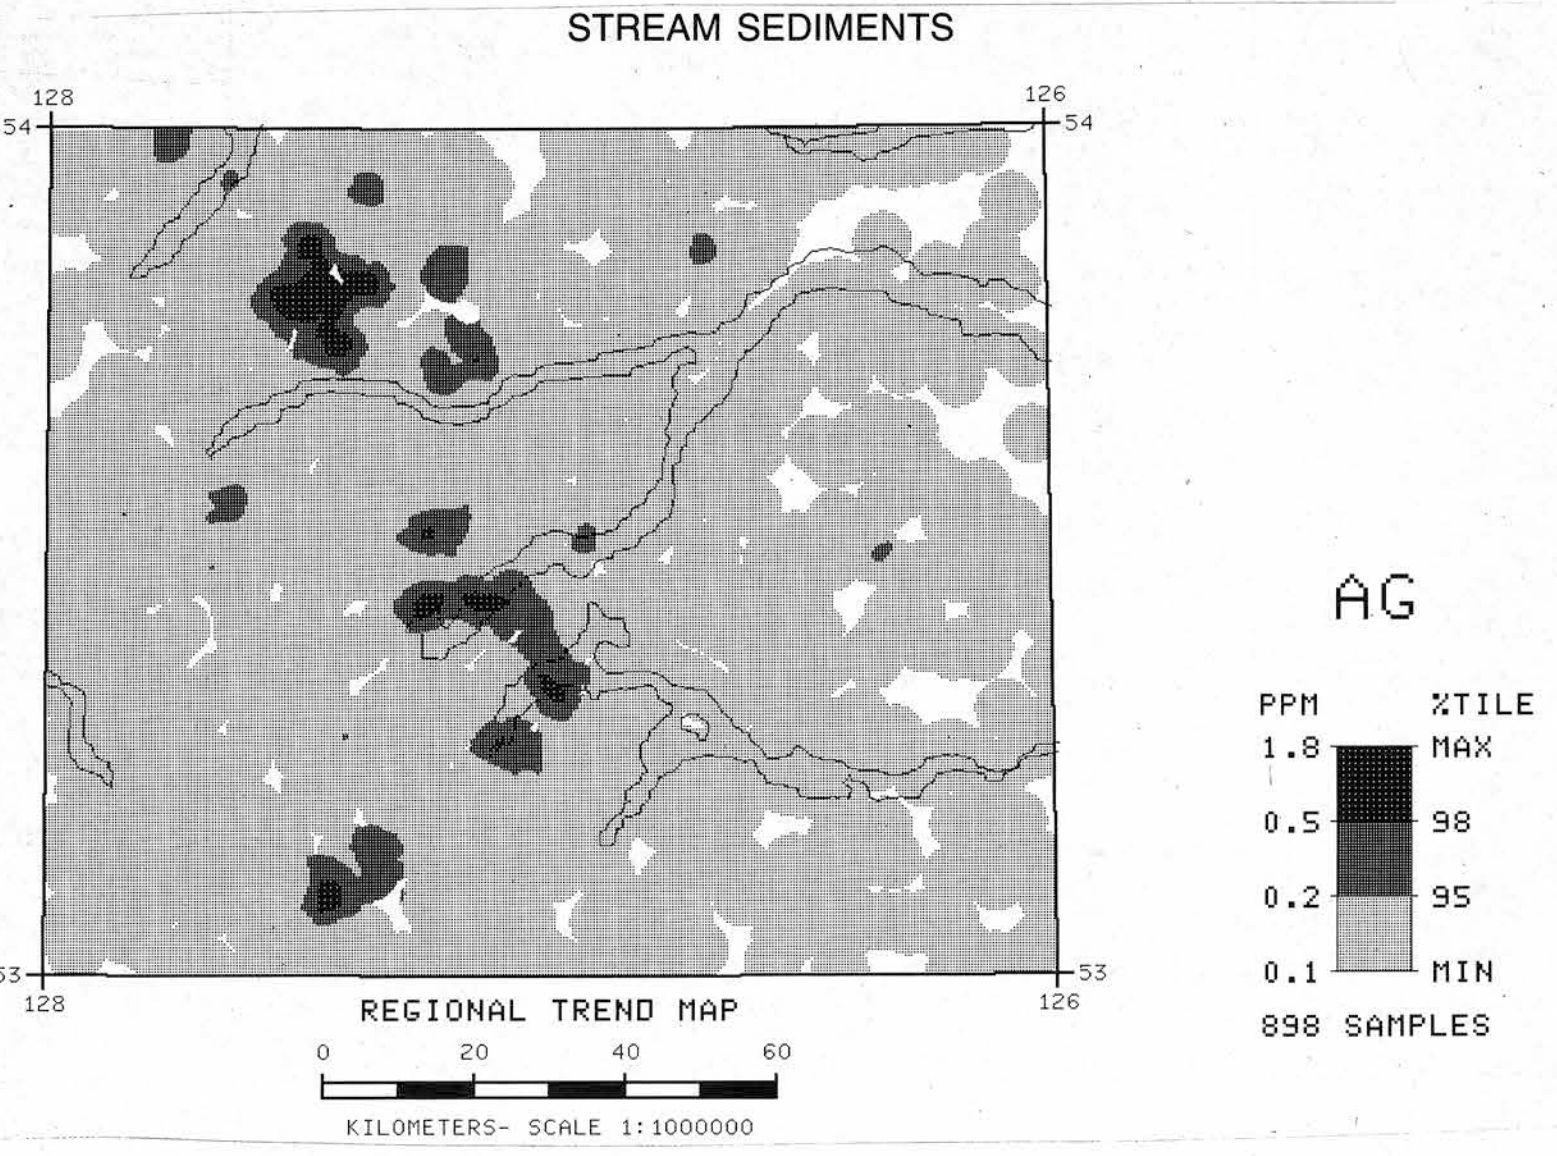 STREAM SEDIMENTS
128 126
54 54
AG
PPM %TILE
1.8 MAX
0.5 98
0.2 95
0.1 MIN
898 SAMPLES
53 53
128 126
REGIONAL TREND MAP
0 20 40 60
KILOMETERS- SCALE 1:1000000